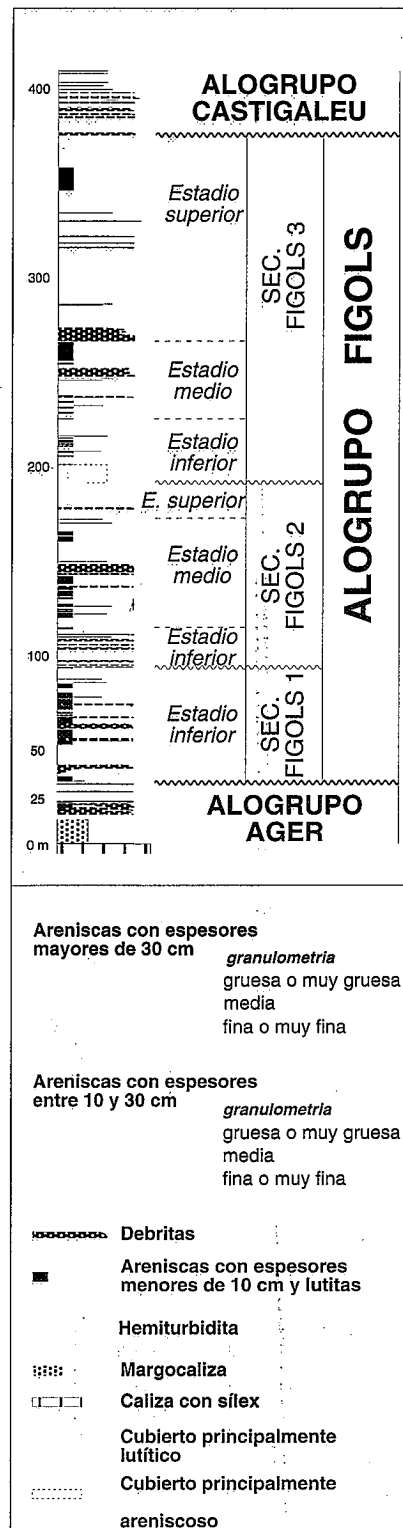 400
ALOGRUPO
CASTIGALEU
Estadio
superior
SEC.
FIGOLS 3
ALOGRUPO FIGOLS
300
Estadio
medio
Estadio
inferior
200
E. superior
SEC.
FIGOLS 2
Estadio
medio
Estadio
inferior
100
SEC.
FIGOLS 1
Estadio
inferior
50
25
ALOGRUPO
AGER
0 m
Areniscas con espesores
mayores de 30 cm
granulometria
gruesa o muy gruesa
media
fina o muy fina
Areniscas con espesores
entre 10 y 30 cm
granulometria
gruesa o muy gruesa
media
fina o muy fina
Debritas
Areniscas con espesores
menores de 10 cm y lutitas
Hemiturbidita
Margocaliza
Caliza con sílex
Cubierto principalmente
lutítico
Cubierto principalmente
areniscoso